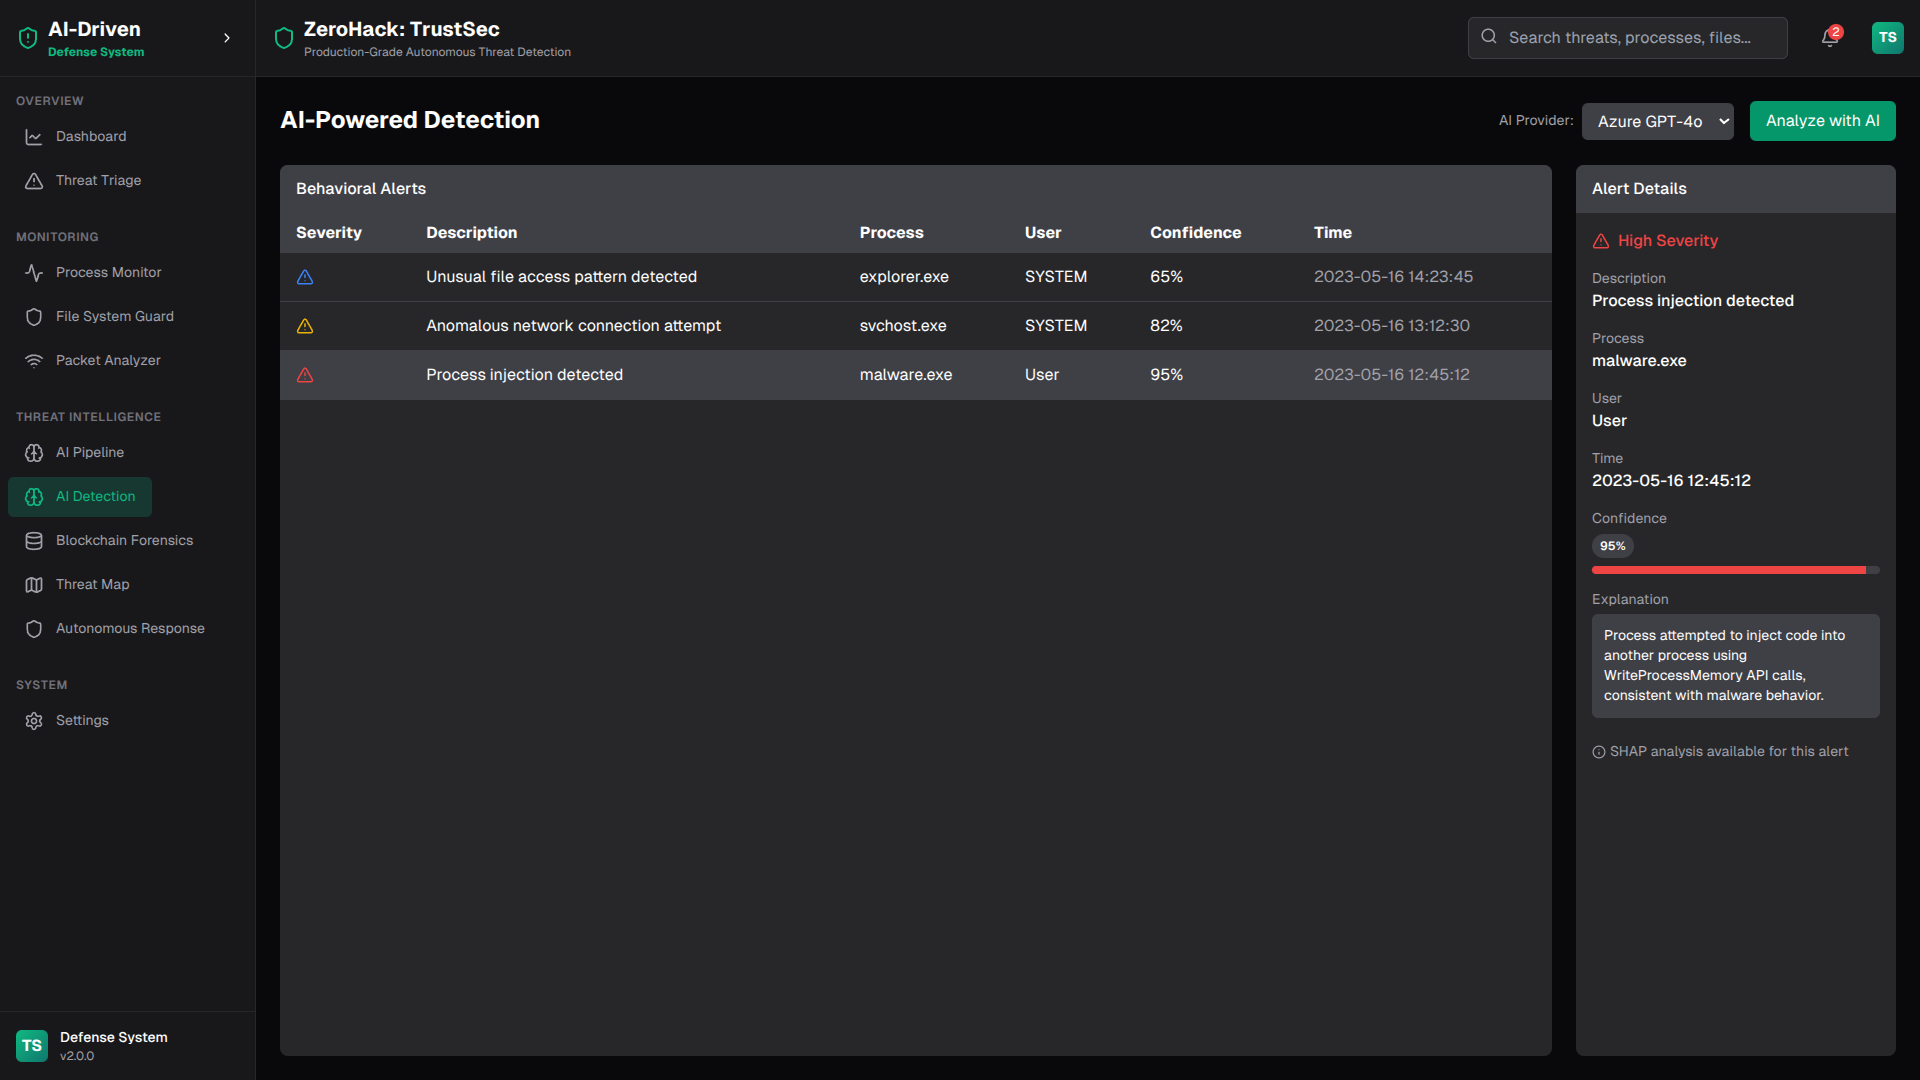 AI-Driven
Defense System
ZeroHack: TrustSec
Production-Grade Autonomous Threat Detection
Search threats, processes, files...
2
TS
OVERVIEW
Dashboard
Threat Triage
MONITORING
Process Monitor
File System Guard
Packet Analyzer
THREAT INTELLIGENCE
AI Pipeline
AI Detection
Blockchain Forensics
Threat Map
Autonomous Response
SYSTEM
Settings
TS
Defense System
v2.0.0
AI-Powered Detection
AI Provider: Azure GPT-4o
Analyze with AI
Behavioral Alerts
Severity Description Process User Confidence Time
Unusual file access pattern detected explorer.exe SYSTEM 65% 2023-05-16 14:23:45
Anomalous network connection attempt svchost.exe SYSTEM 82% 2023-05-16 13:12:30
Process injection detected malware.exe User 95% 2023-05-16 12:45:12
Alert Details
High Severity
Description
Process injection detected
Process
malware.exe
User
User
Time
2023-05-16 12:45:12
Confidence
95%
Explanation
Process attempted to inject code into
another process using
WriteProcessMemory API calls,
consistent with malware behavior.
SHAP analysis available for this alert